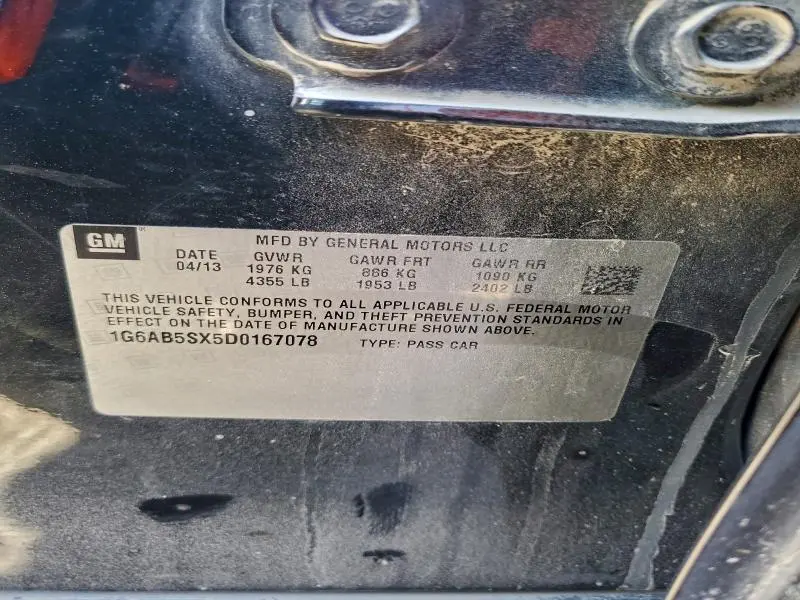 GM
MFD BY GENERAL MOTORS LLC
DATE GVWR GAWR FRT GAWR RR
04/13 1976 KG 886 KG 1090 KG
4355 LB 1953 LB 2402 LB
THIS VEHICLE CONFORMS TO ALL APPLICABLE U.S. FEDERAL MOTOR
VEHICLE SAFETY, BUMPER, AND THEFT PREVENTION STANDARDS IN
EFFECT ON THE DATE OF MANUFACTURE SHOWN ABOVE.
1G6AB5SX5D0167078 TYPE: PASS CAR